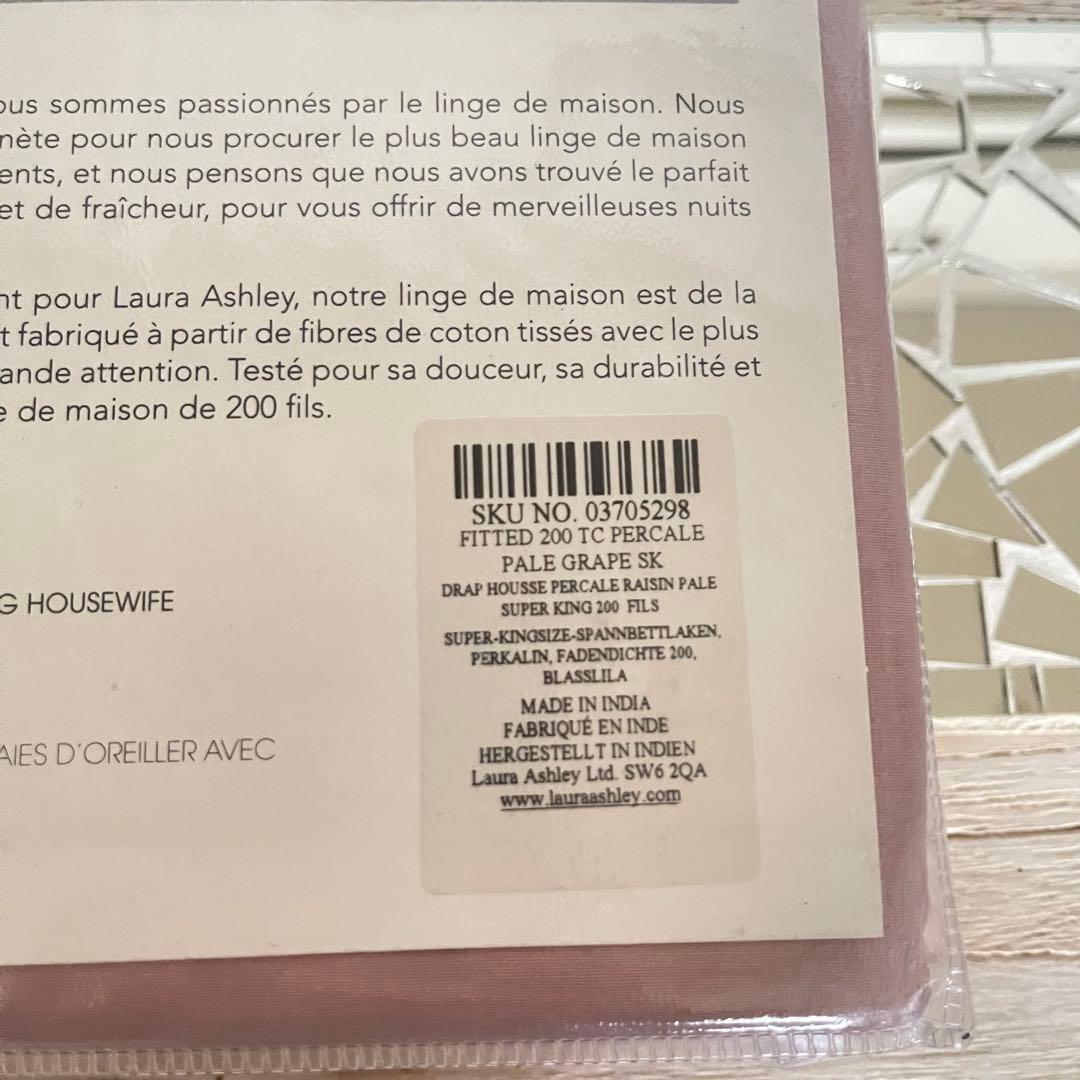 ous sommes passionnés par le linge de maison. Nous
nète pour nous procurer le plus beau linge de maison
ents, et nous pensons que nous avons trouvé le parfait
et de fraîcheur, pour vous offrir de merveilleuses nuits
nt pour Laura Ashley, notre linge de maison est de la
t fabriqué à partir de fibres de coton tissés avec le plus
ande attention. Testé pour sa douceur, sa durabilité et
e de maison de 200 fils.
SKU NO. 03705298
FITTED 200 TC PERCALE
PALE GRAPE SK
DRAP HOUSSE PERCALE RAISIN PALE
SUPER KING 200 FILS
SUPER-KINGSIZE-SPANNBETTLAKEN,
PERKALIN, FADENDICHTE 200,
BLASSLILA
MADE IN INDIA
FABRIQUÉ EN INDE
HERGESTELLT IN INDIEN
Laura Ashley Ltd. SW6 2QA
www.lauraashley.com
G HOUSEWIFE
AIES D'OREILLER AVEC